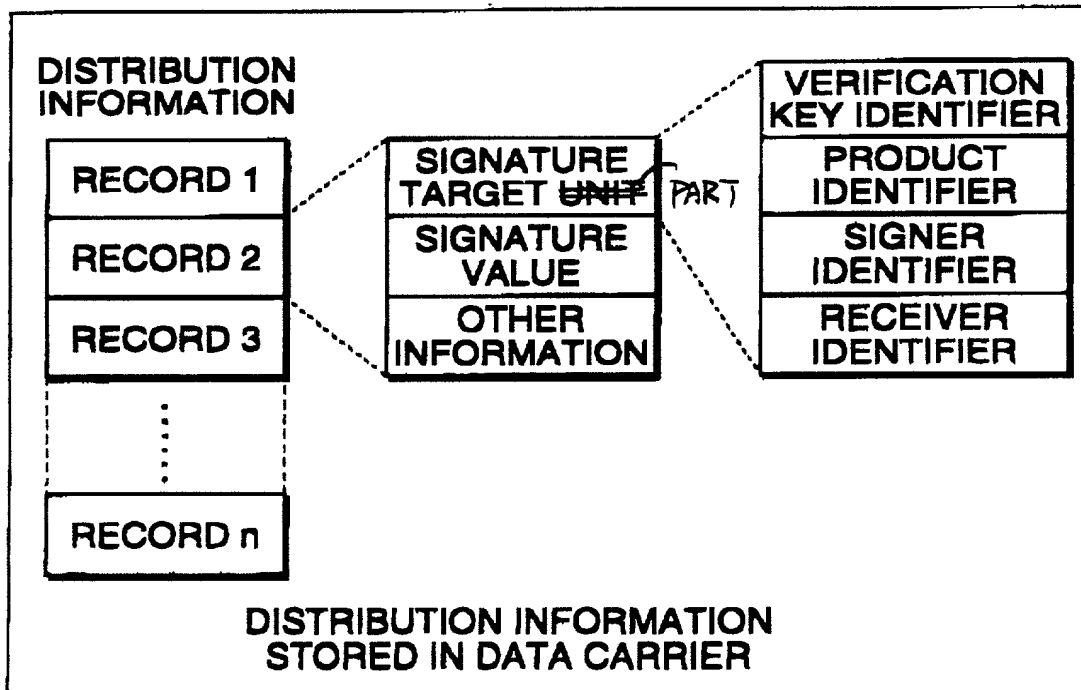 DISTRIBUTION
INFORMATION
RECORD 1
RECORD 2
RECORD 3
RECORD n
SIGNATURE
TARGET UNIT PART
SIGNATURE
VALUE
OTHER
INFORMATION
VERIFICATION
KEY IDENTIFIER
PRODUCT
IDENTIFIER
SIGNER
IDENTIFIER
RECEIVER
IDENTIFIER
DISTRIBUTION INFORMATION
STORED IN DATA CARRIER